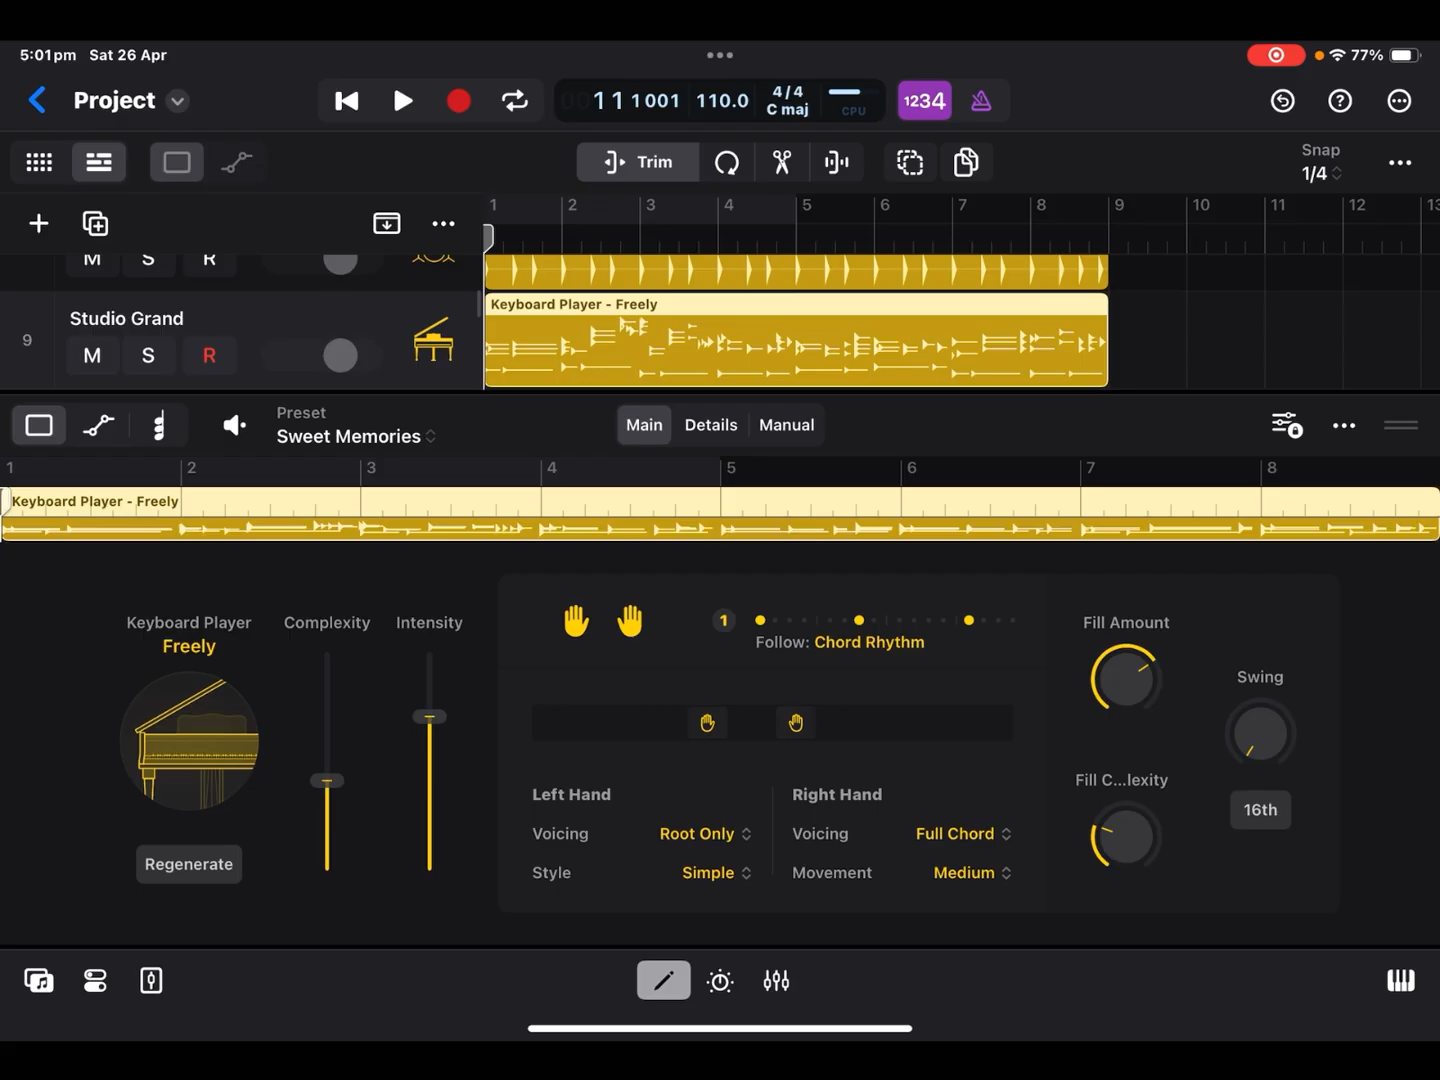 5:01pm Sat 26 Apr
77%
Project
11 1 001 110.0 4/4 C maj CPU
1234
Trim
Snap
1/4
1 2 3 4 5 6 7 8 9 10 11 12 13
M S R
Keyboard Player - Freely
9
Studio Grand
M S R
Preset
Sweet Memories
Main Details Manual
1 2 3 4 5 6 7 8
Keyboard Player - Freely
Keyboard Player
Freely
Complexity
Intensity
1
Follow: Chord Rhythm
Fill Amount
Swing
Left Hand
Right Hand
Voicing Root Only
Voicing Full Chord
Style Simple
Movement Medium
Fill C...lexity
16th
Regenerate